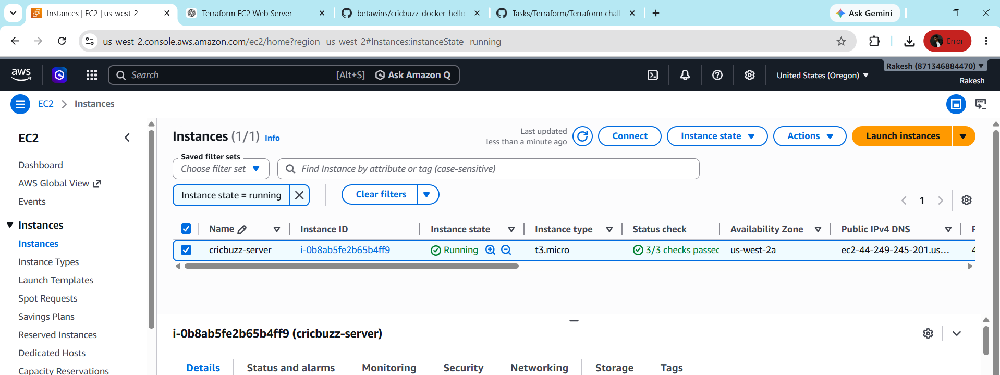 Instances | EC2 | us-west-2
Terraform EC2 Web Server
betawins/cricbuzz-docker-hello
Tasks/Terraform/Terraform chall
Ask Gemini
us-west-2.console.aws.amazon.com/ec2/home?region=us-west-2#Instances:instanceState=running
Error
aws
Search
[Alt+S]
Ask Amazon Q
United States (Oregon)
Rakesh (871346884470)
Rakesh
EC2
Instances
EC2
Dashboard
AWS Global View
Events
Instances
Instances
Instance Types
Launch Templates
Spot Requests
Savings Plans
Reserved Instances
Dedicated Hosts
Capacity Reservations
Instances (1/1) Info
Last updated
less than a minute ago
Connect
Instance state
Actions
Launch instances
Saved filter sets
Choose filter set
Find Instance by attribute or tag (case-sensitive)
Instance state = running
Clear filters
1
Name Instance ID Instance state Instance type Status check Availability Zone Public IPv4 DNS
cricbuzz-server i-0b8ab5fe2b65b4ff9 Running t3.micro 3/3 checks passed us-west-2a ec2-44-249-245-201.us... 4
i-0b8ab5fe2b65b4ff9 (cricbuzz-server)
Details Status and alarms Monitoring Security Networking Storage Tags